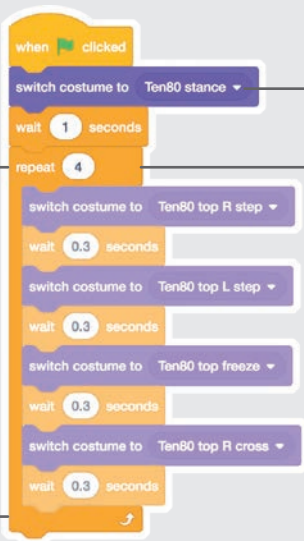 when clicked
switch costume to Ten80 stance
wait 1 seconds
repeat 4
switch costume to Ten80 top R step
wait 0.3 seconds
switch costume to Ten80 top L step
wait 0.3 seconds
switch costume to Ten80 top freeze
wait 0.3 seconds
switch costume to Ten80 top R cross
wait 0.3 seconds